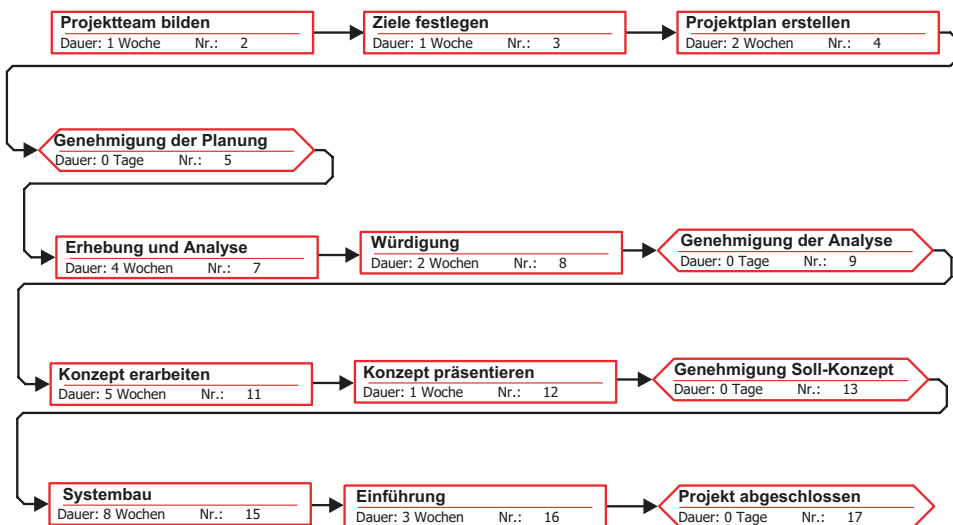 Projektteam bilden
Dauer: 1 Woche Nr.: 2
Ziele festlegen
Dauer: 1 Woche Nr.: 3
Projektplan erstellen
Dauer: 2 Wochen Nr.: 4
Genehmigung der Planung
Dauer: 0 Tage Nr.: 5
Erhebung und Analyse
Dauer: 4 Wochen Nr.: 7
Würdigung
Dauer: 2 Wochen Nr.: 8
Genehmigung der Analyse
Dauer: 0 Tage Nr.: 9
Konzept erarbeiten
Dauer: 5 Wochen Nr.: 11
Konzept präsentieren
Dauer: 1 Woche Nr.: 12
Genehmigung Soll-Konzept
Dauer: 0 Tage Nr.: 13
Systembau
Dauer: 8 Wochen Nr.: 15
Einführung
Dauer: 3 Wochen Nr.: 16
Projekt abgeschlossen
Dauer: 0 Tage Nr.: 17